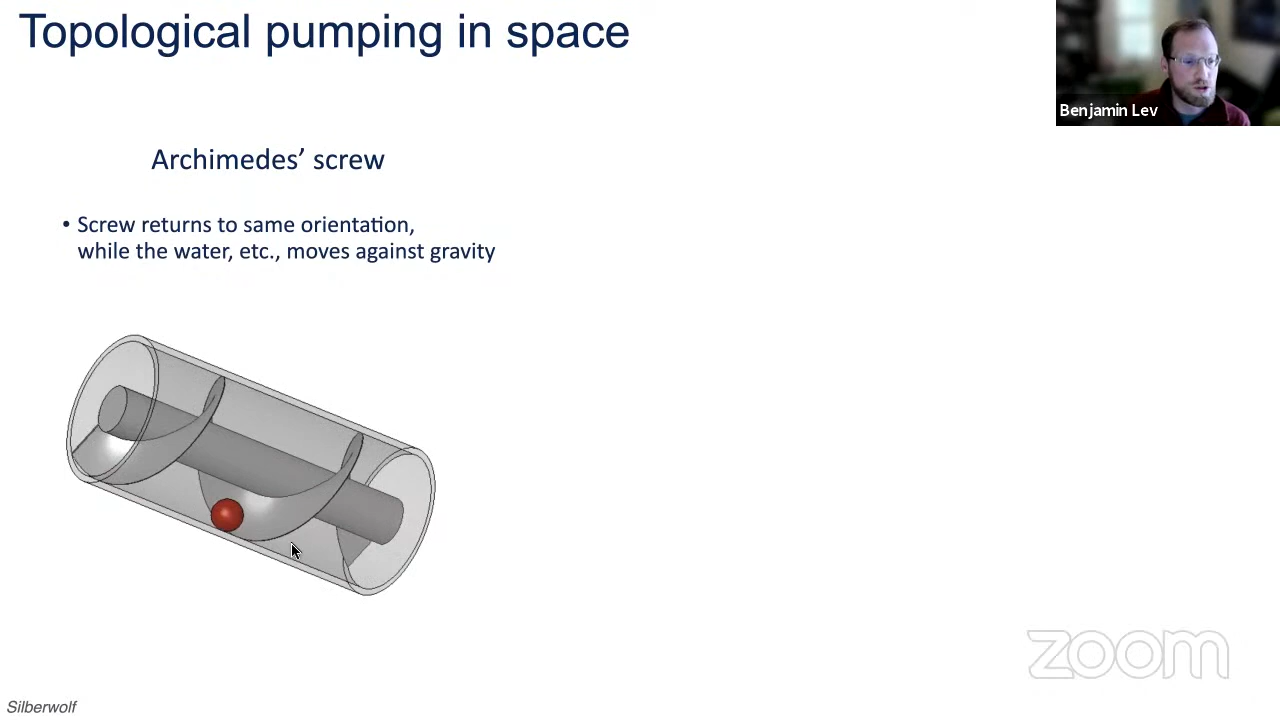 Topological pumping in space
Benjamin Lev
Archimedes’ screw
• Screw returns to same orientation,
while the water, etc., moves against gravity
zoom
Silberwolf